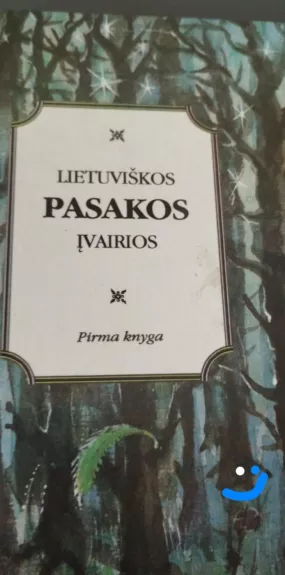 LIETUVIŠKOS
PASAKOS
ĮVAIRIOS
Pirma knyga